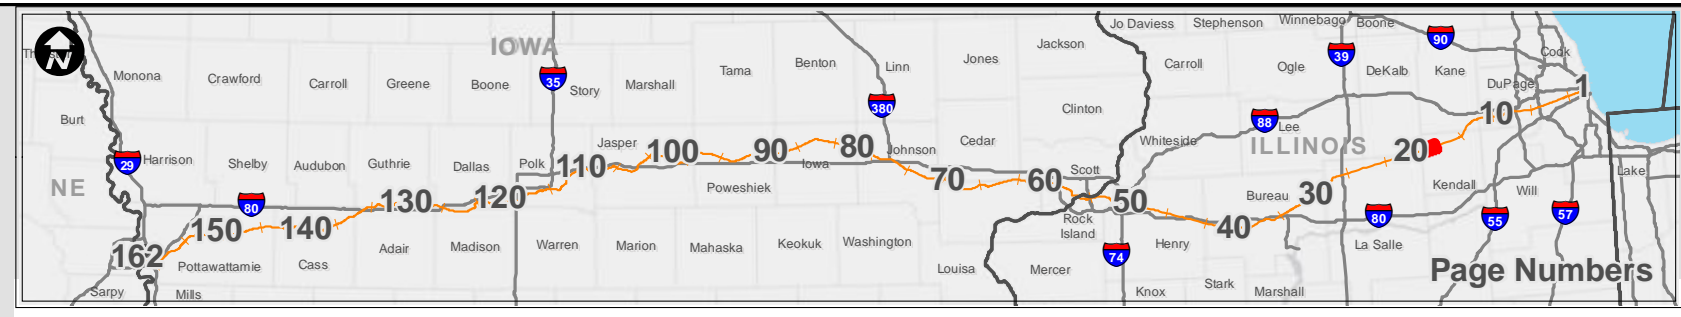 Jo Daviess Stephenson Winnebago Boone
N IOWA Jackson 39 90 Cook
Monona Crawford Carroll Greene Boone 35 Story Marshall Tama Benton Linn Jones Carroll Ogle DeKalb Kane DuPage 1
Burt 380 Clinton 88 Lee 10
29 Harrison Shelby Audubon Guthrie Dallas Polk Jasper 100 90 80 Johnson Cedar Whiteside ILLINOIS 20
NE 110 Iowa Scott Lake
80 130 120 Poweshiek 70 60 50 Bureau 30 Kendall Will
162 150 140 Adair Madison Warren Marion Mahaska Keokuk Washington Rock Island Henry 40 80 55 57
Pottawattamie Cass Louisa Mercer 74 La Salle
Sarpy Mills Knox Stark Marshall Page Numbers